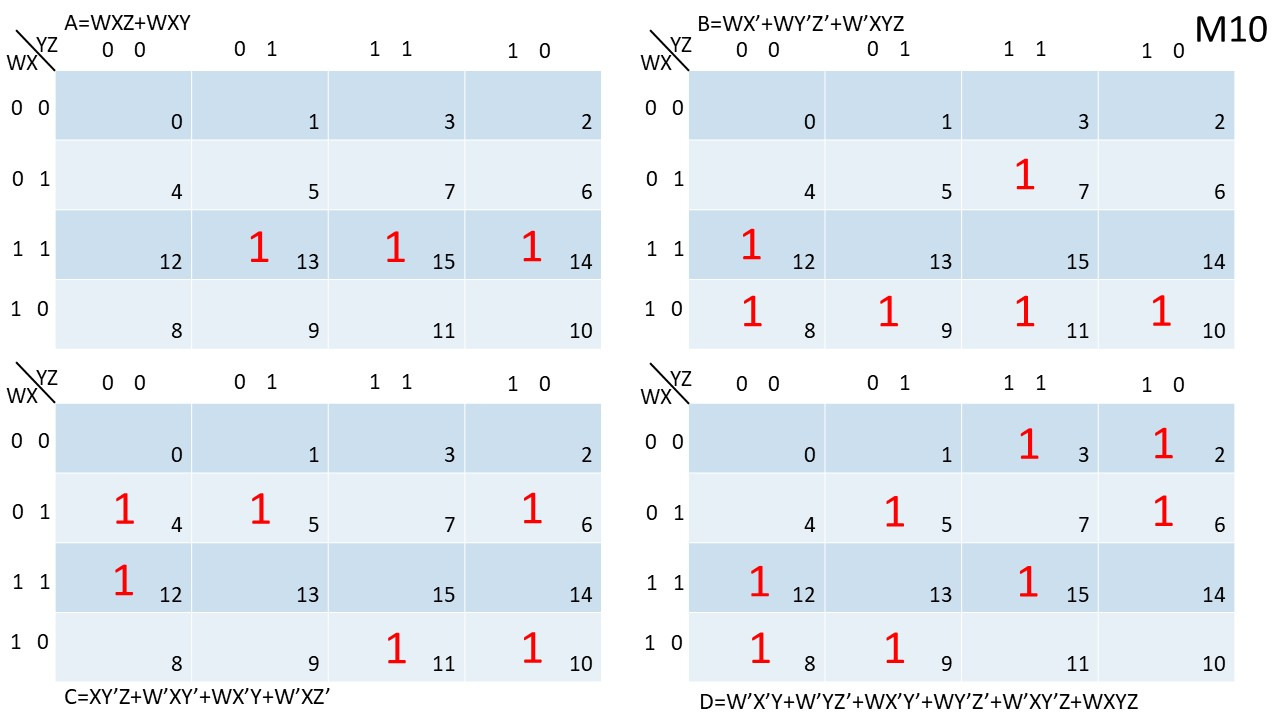 A=WXZ+WXY
B=WX’+WY’Z’+W’XYZ
M10
YZ 0 0 0 1 1 1 1 0
WX
0 0 0 1 3 2
0 1 4 5 7 6
1 1 12 1 13 1 15 1 14
1 0 8 9 11 10
YZ 0 0 0 1 1 1 1 0
WX
0 0 0 1 3 2
0 1 4 5 1 7 6
1 1 1 12 13 15 14
1 0 1 8 1 9 1 11 1 10
YZ 0 0 0 1 1 1 1 0
WX
0 0 0 1 3 2
0 1 1 4 1 5 7 1 6
1 1 1 12 13 15 14
1 0 8 9 1 11 1 10
C=XY’Z+W’XY’+WX’Y+W’XZ’
YZ 0 0 0 1 1 1 1 0
WX
0 0 0 1 1 3 1 2
0 1 4 1 5 7 1 6
1 1 1 12 13 1 15 14
1 0 1 8 1 9 11 10
D=W’X’Y+W’YZ’+WX’Y’+WY’Z’+W’XY’Z+WXYZ